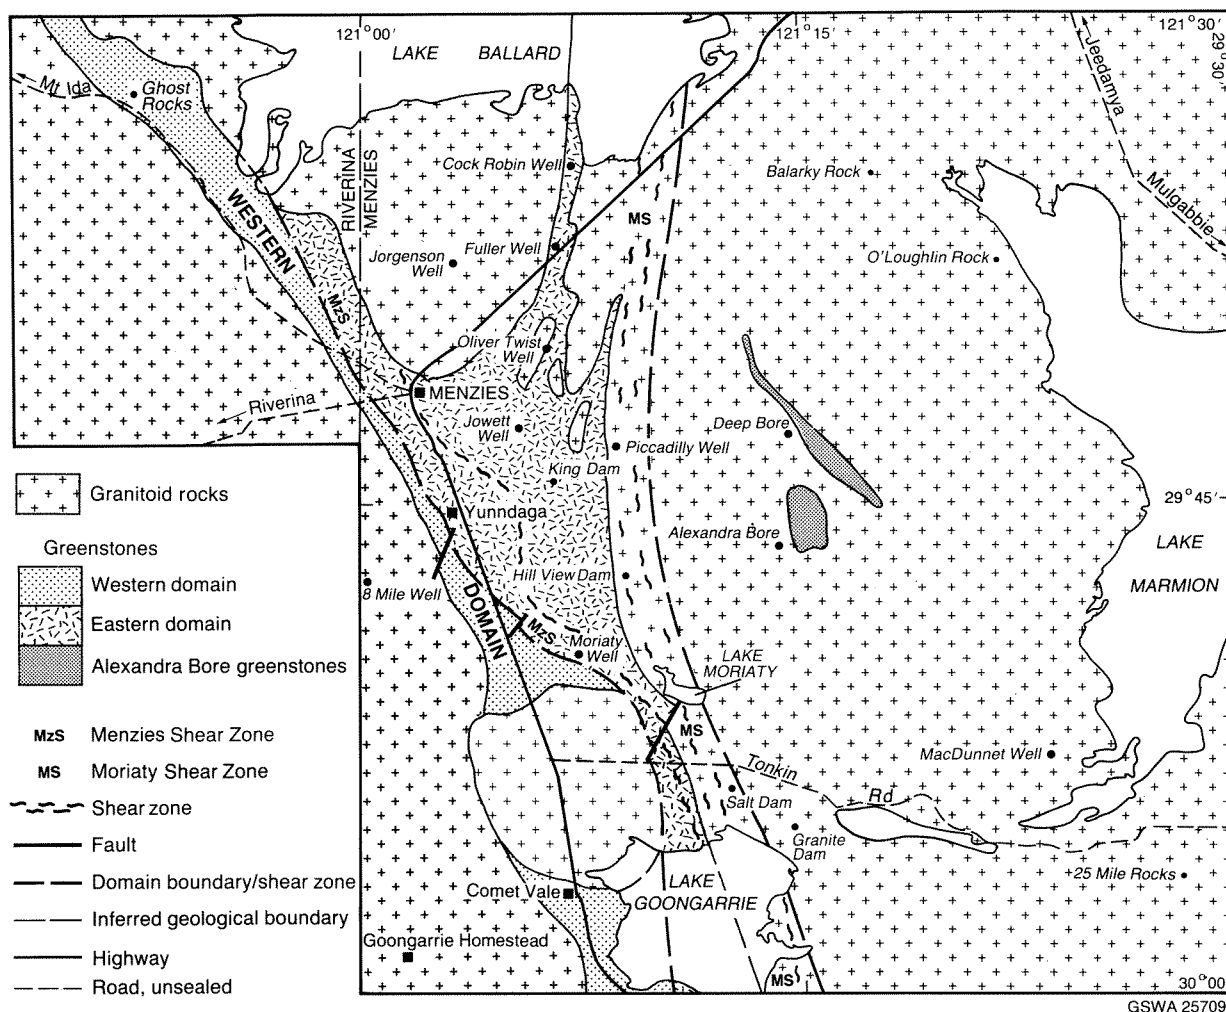 121°00'
LAKE BALLARD
121°15'
121°30'
29°30'
Mt Ida
Ghost
Rocks
Jeedamya
Mulgabbie
RIVERINA
MENZIES
Cock Robin Well
Balarky Rock
WESTERN
MS
Jorgenson
Well
Fuller Well
O'Loughlin Rock
MzS
Oliver Twist
Well
MENZIES
Riverina
Jowett
Well
Deep Bore
Piccadilly Well
King Dam
29°45'
Yunndaga
Alexandra Bore
LAKE
MARMION
8 Mile Well
Hill View Dam
DOMAIN
MzS
Moriaty
Well
LAKE
MORIATY
MS
MacDunnet Well
Tonkin
Rd
Salt Dam
Granite
Dam
25 Mile Rocks
Comet Vale
LAKE
GOONGARRIE
Goongarrie Homestead
MS
30°00'
Granitoid rocks
Greenstones
Western domain
Eastern domain
Alexandra Bore greenstones
MzS Menzies Shear Zone
MS Moriaty Shear Zone
Shear zone
Fault
Domain boundary/shear zone
Inferred geological boundary
Highway
Road, unsealed
GSWA 25709